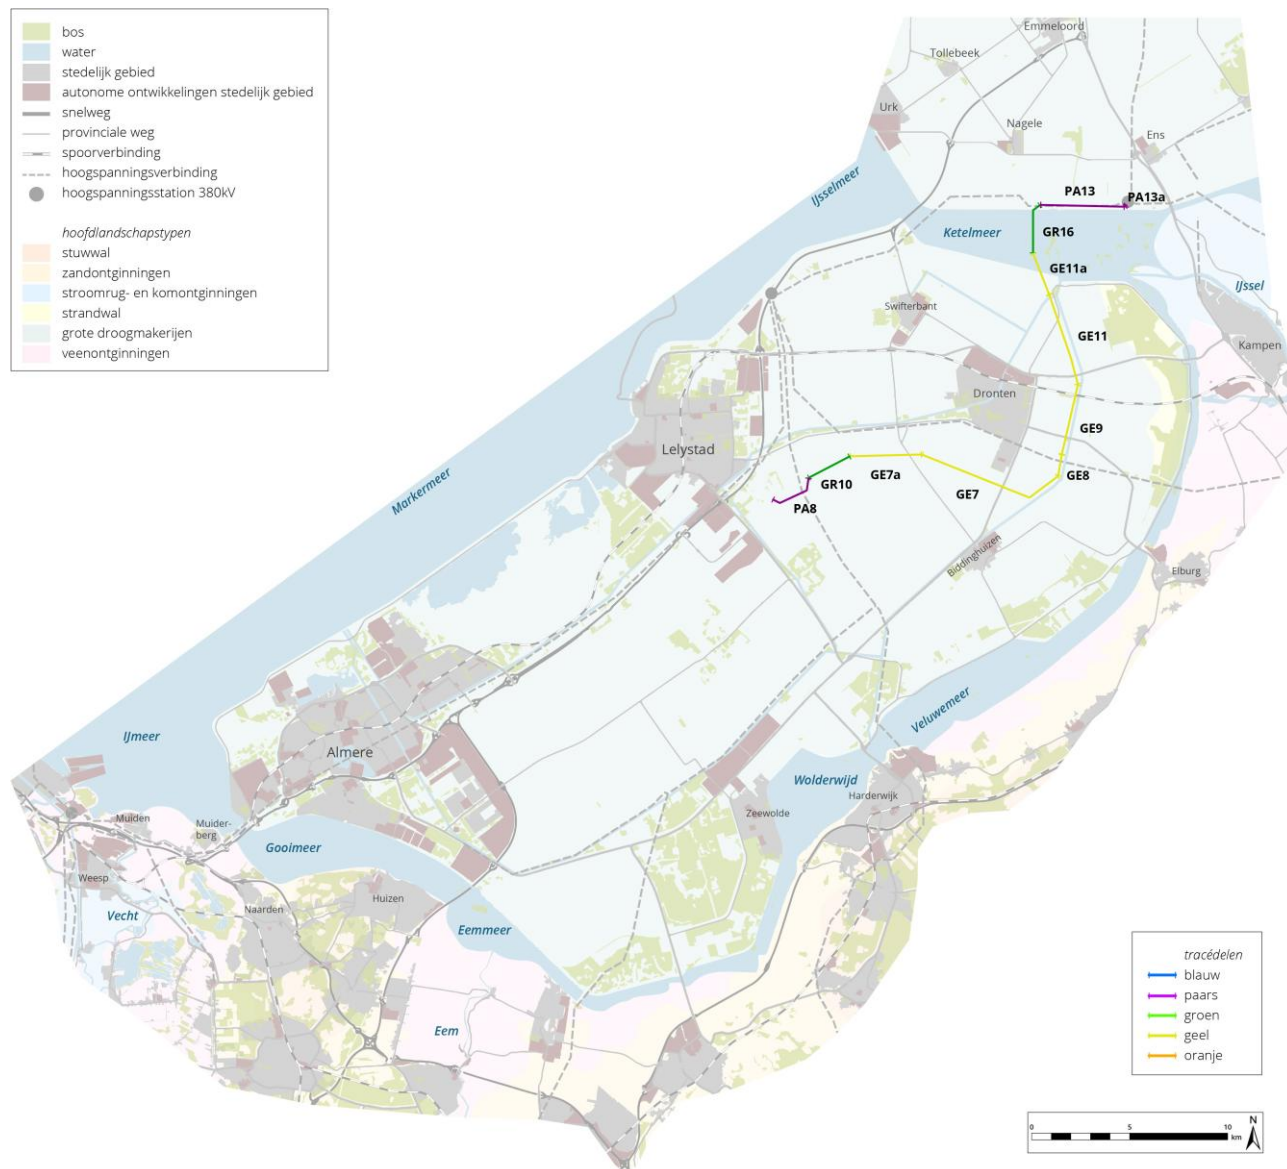 bos
water
stedelijk gebied
autonome ontwikkelingen stedelijk gebied
snelweg
provinciale weg
spoorverbinding
hoogspanningsverbinding
hoogspanningsstation 380kV
hoofdlandschapstypen
stuwwal
zandontginningen
stroomrug- en komontginningen
strandwal
grote droogmakerijen
veenontginningen
Emmeloord
Tollebeek
Urk
Nagele
Ens
IJsselmeer
PA13
PA13a
Ketelmeer
GR16
GE11a
IJssel
Swifterbant
GE11
Kampen
Dronten
GE9
Lelystad
GE7a
GE8
GR10
GE7
PA8
Markermeer
Biddinghuizen
Elburg
Veluwemeer
IJmeer
Almere
Wolderwijd
Harderwijk
Zeewolde
Muiden
Muider-
berg
Gooimeer
Weesp
Huizen
Naarden
Vecht
Eemmeer
Eem
tracédelen
blauw
paars
groen
geel
oranje
N
0 5 10
km